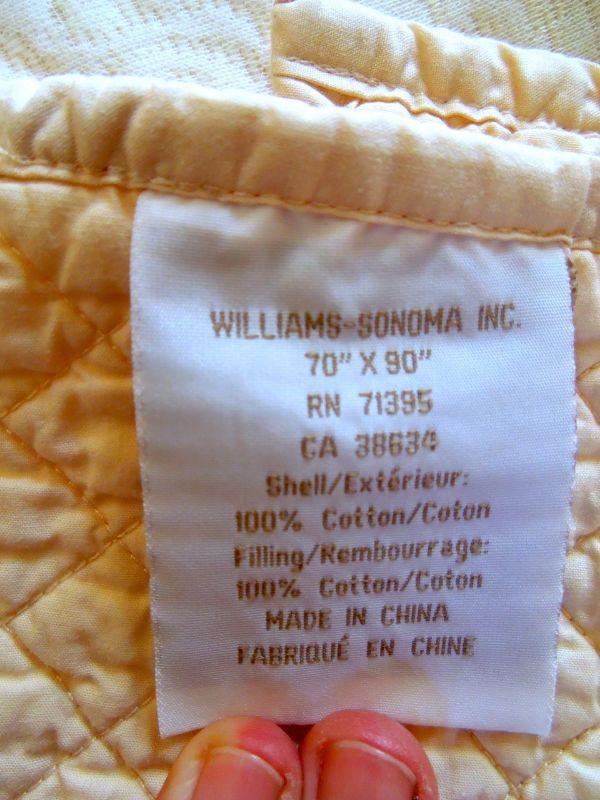 WILLIAMS-SONOMA INC.
70" X 90"
RN 71395
CA 38634
Shell/Extérieur:
100% Cotton/Coton
Filling/Rembourrage:
100% Cotton/Coton
MADE IN CHINA
FABRIQUÉ EN CHINE